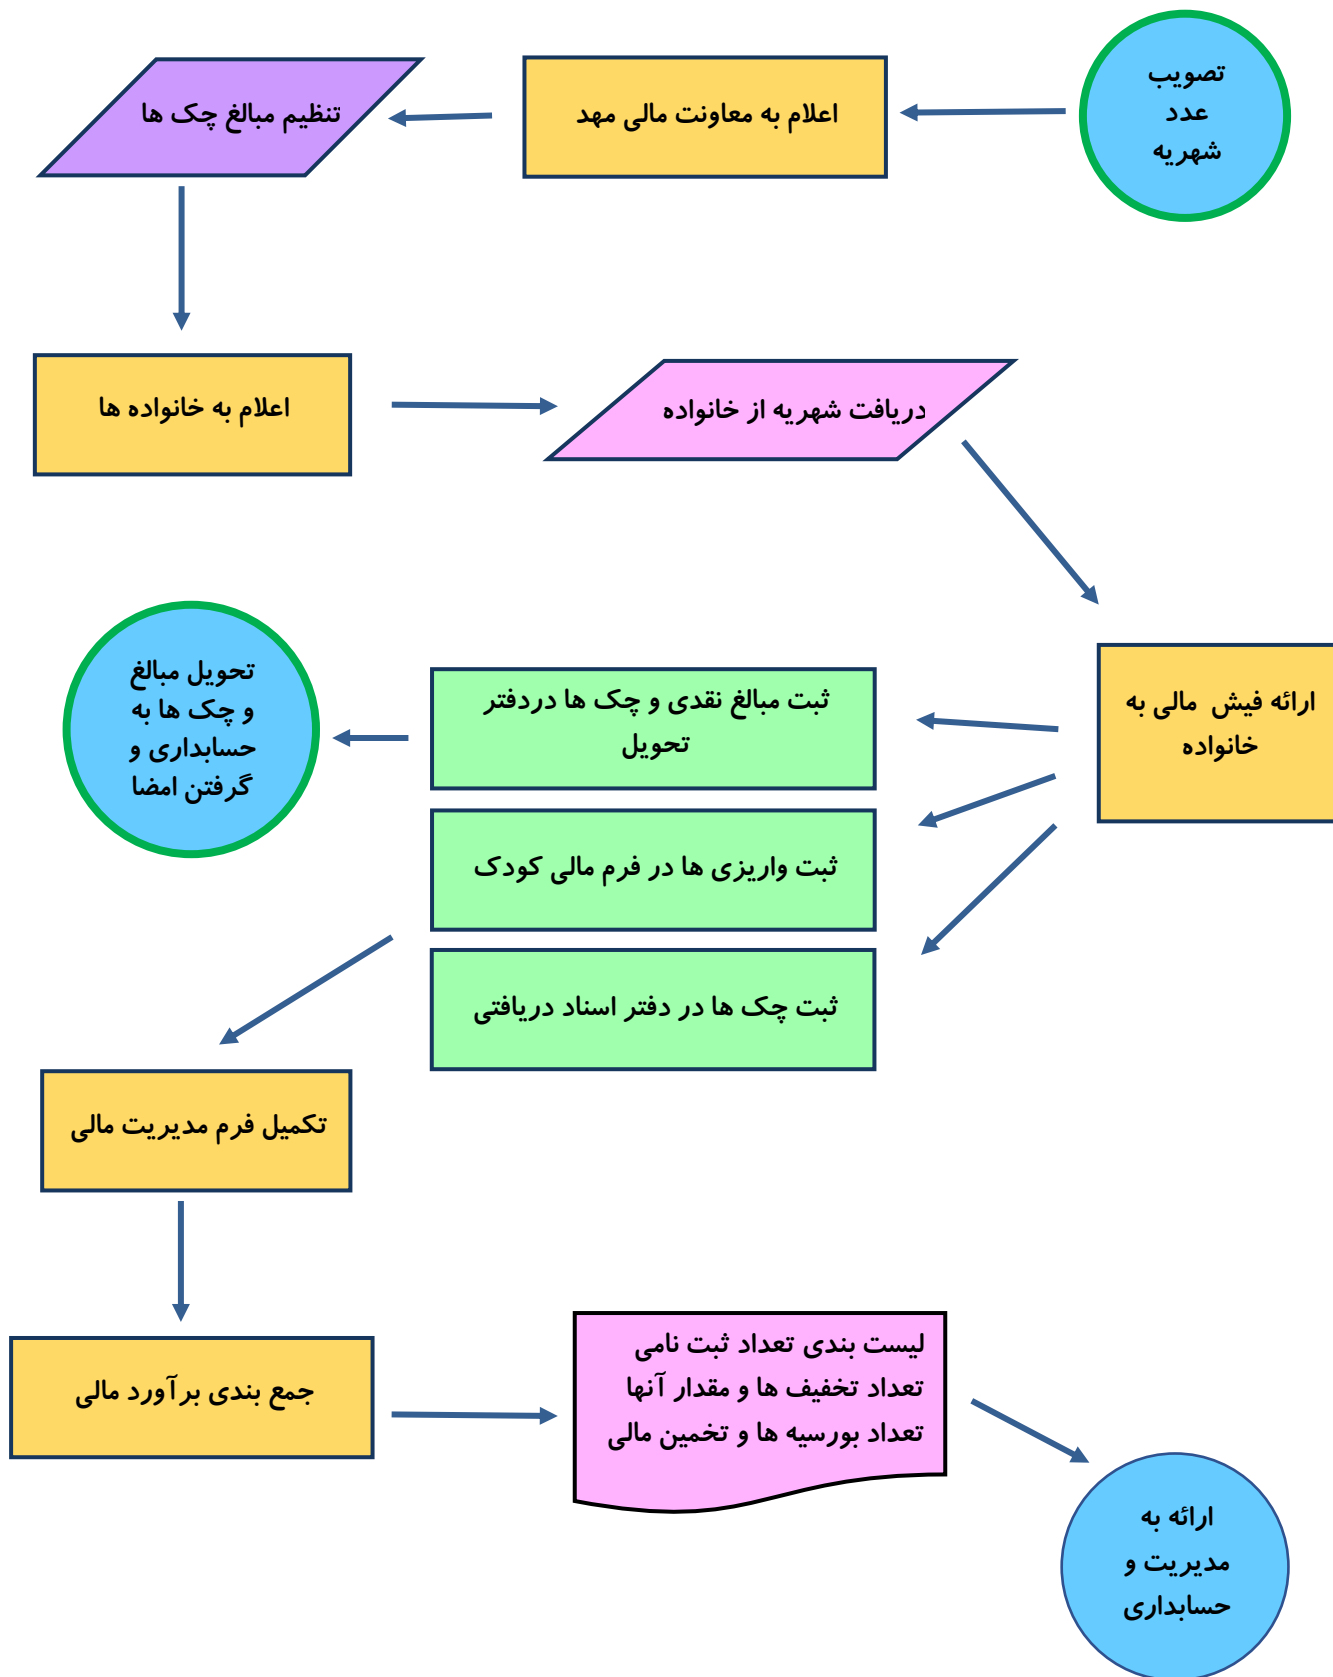 تصویب
عدد
شهریه
اعلام به معاونت مالی مهد
تنظیم مبالغ چک ها
اعلام به خانواده ها
دریافت شهریه از خانواده
ارائه فیش مالی به
خانواده
ثبت مبالغ نقدی و چک ها دردفتر
تحویل
ثبت واریزی ها در فرم مالی کودک
ثبت چک ها در دفتر اسناد دریافتی
تحویل مبالغ
و چک ها به
حسابداری و
گرفتن امضا
تکمیل فرم مدیریت مالی
جمع بندی برآورد مالی
لیست بندی تعداد ثبت نامی
تعداد تخفیف ها و مقدار آنها
تعداد بورسیه ها و تخمین مالی
ارائه به
مدیریت و
حسابداری